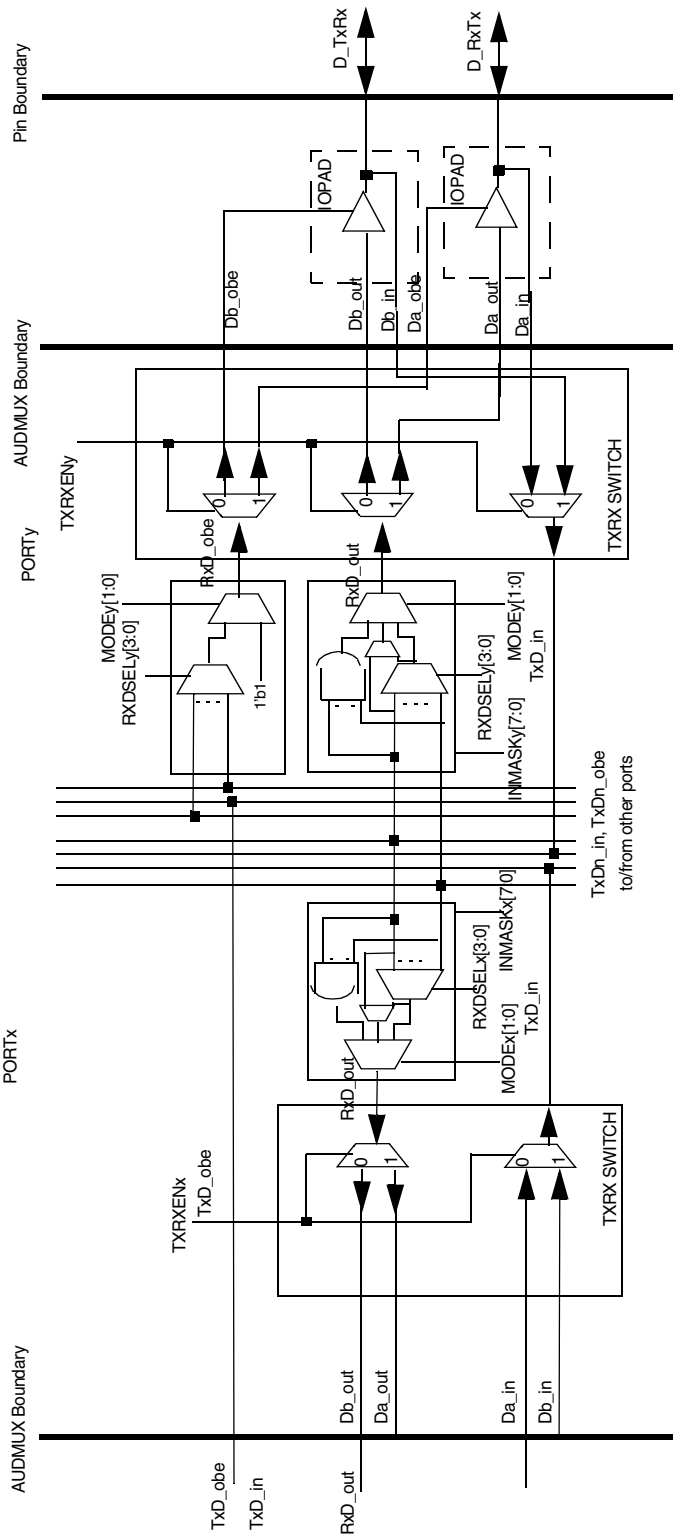 AUDMUX Boundary
PORTx
PORTy
AUDMUX Boundary
Pin Boundary
TxD_obe
TxD_in
RxD_out
Db_out
Da_out
Da_in
Db_in
TXRXENx
TxD_obe
0
1
0
1
TXRX SWITCH
RxD_out
MODEx[1:0]
TxD_in
RXDSELx[3:0]
INMASKx[7:0]
TxDn_in, TxDn_obe
to/from other ports
INMASKy[7:0]
RXDSELy[3:0]
MODEy[1:0]
TxD_in
RXDSELy[3:0]
MODEy[1:0]
1'b1
RxD_obe
RxD_out
TXRXENy
0
1
0
1
0
1
TXRX SWITCH
Db_obe
Db_out
Db_in
Da_obe
Da_out
Da_in
IOPAD
IOPAD
D_TxRx
D_RxTx